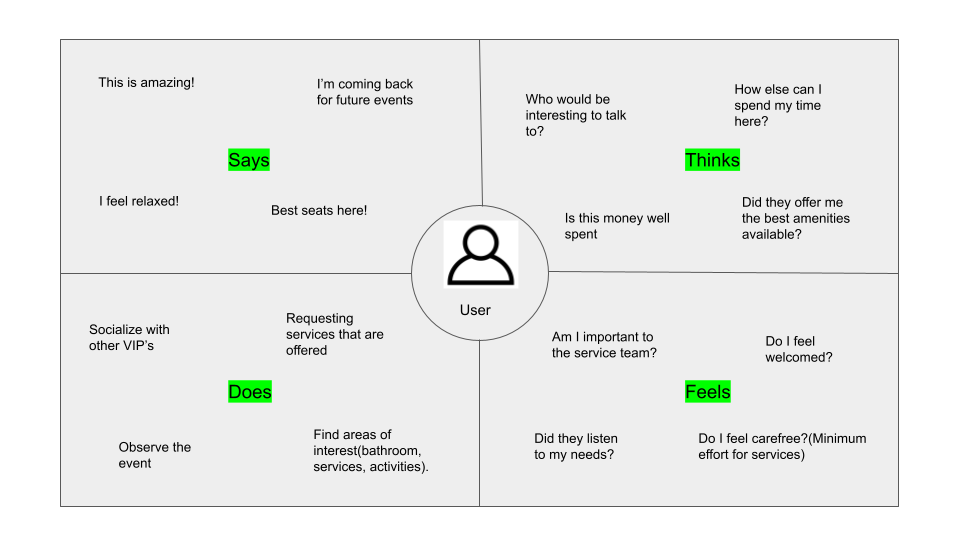 This is amazing!
I’m coming back
for future events
Says
I feel relaxed!
Best seats here!
Who would be
interesting to talk
to?
How else can I
spend my time
here?
Thinks
Is this money well
spent
Did they offer me
the best amenities
available?
User
Socialize with
other VIP’s
Requesting
services that are
offered
Does
Observe the
event
Find areas of
interest(bathroom,
services, activities).
Am I important to
the service team?
Do I feel
welcomed?
Feels
Did they listen
to my needs?
Do I feel carefree?(Minimum
effort for services)